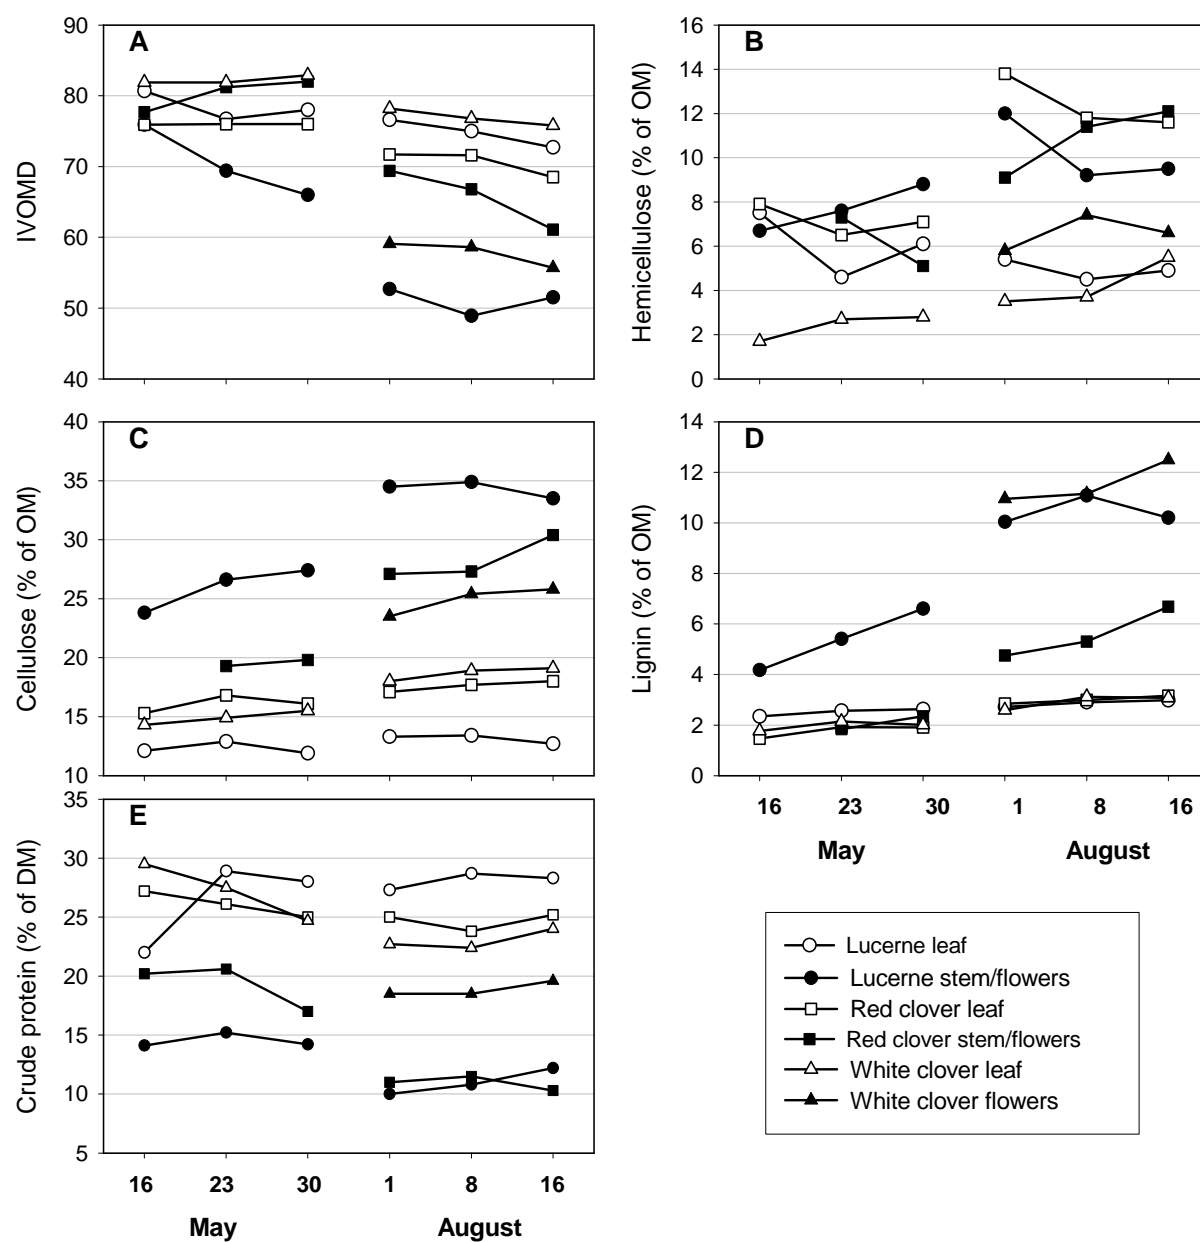 A
IVOMD
90
80
70
60
50
40
B
Hemicellulose (% of OM)
16
14
12
10
8
6
4
2
0
C
Cellulose (% of OM)
40
35
30
25
20
15
10
D
Lignin (% of OM)
14
12
10
8
6
4
2
0
16 23 30 1 8 16
May August
E
Crude protein (% of DM)
35
30
25
20
15
10
5
16 23 30 1 8 16
May August
Lucerne leaf
Lucerne stem/flowers
Red clover leaf
Red clover stem/flowers
White clover leaf
White clover flowers